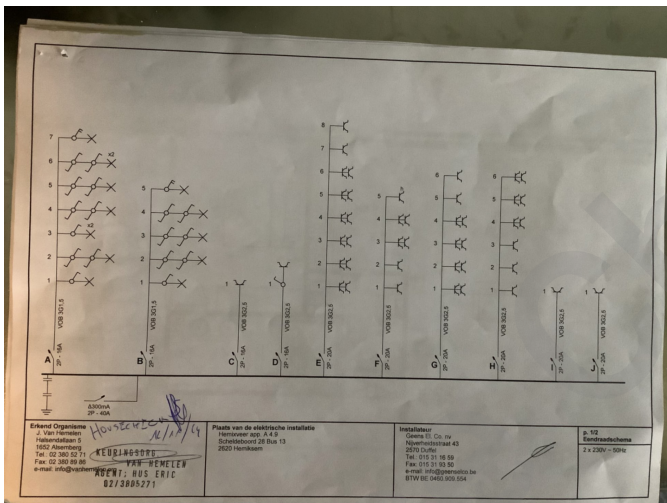 8
7
7
x2
6
6
6
6
5
5
5
5
5
5
5
4
4
4
4
4
4
x2
3
3
3
3
3
3
2
2
2
2
2
2
1
1
1
1
1
1
1
1
1
1
VOB 3G1,5
VOB 3G1,5
VOB 3G2,5
VOB 3G2,5
VOB 3G2,5
VOB 3G2,5
VOB 3G2,5
VOB 3G2,5
VOB 3G2,5
VOB 3G2,5
2P - 16A
2P - 16A
2P - 16A
2P - 16A
2P - 20A
2P - 20A
2P - 20A
2P - 20A
2P - 20A
2P - 20A
A
B
C
D
E
F
G
H
I
J
Δ300mA
2P - 40A
Erkend Organisme
J. Van Hemelen
Halsendallaan 5
1652 Alsemberg
Tel.: 02 380 52 71
Fax: 02 380 89 86
e-mail: info@vanhem
KEURINGSORG
VAN HEMELEN
AGENT: HUS ERIC
02/3805271
Plaats van de elektrische installatie
Hemixveer app. A 4.9
Scheldeboord 26 Bus 13
2620 Hemiksem
Installateur
Geens El. Co. nv
Nijverheidsstraat 43
2570 Duffel
Tel.: 015 31 16 59
Fax: 015 31 93 50
e-mail: info@geenselco.be
BTW BE 0460.909.554
p. 1/2
Eendraadschema
2 x 230V ~ 50Hz